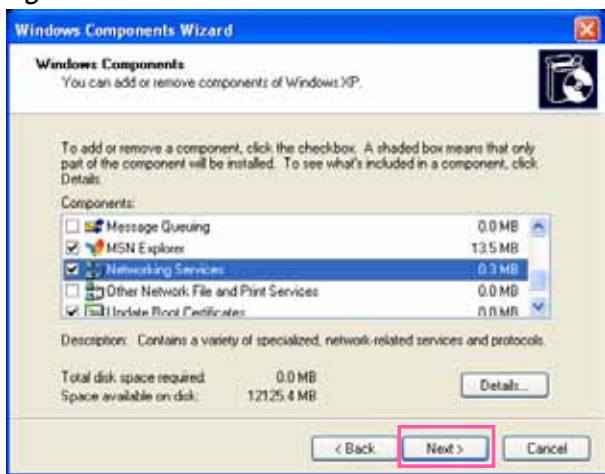 Windows Components Wizard
Windows Components
You can add or remove components of Windows XP.
To add or remove a component, click the checkbox. A shaded box means that only
part of the component will be installed. To see what's included in a component, click
Details.
Components:
Message Queuing 0.0 MB
MSN Explorer 13.5 MB
Networking Services 0.3 MB
Other Network File and Print Services 0.0 MB
Update Root Certificates 0.0 MB
Description: Contains a variety of specialized, network-related services and protocols.
Total disk space required: 0.0 MB
Space available on disk: 12125.4 MB
Details...
< Back Next > Cancel